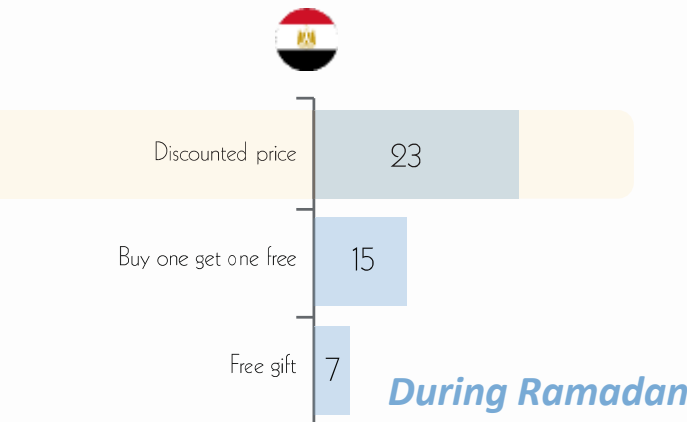 Discounted price 23
Buy one get one free 15
Free gift 7
During Ramadan